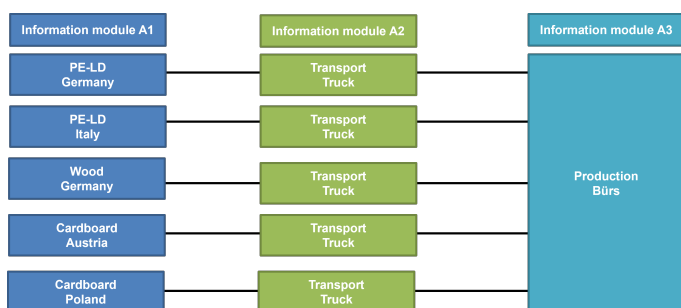 Information module A1
Information module A2
Information module A3
PE-LD
Germany
Transport
Truck
PE-LD
Italy
Transport
Truck
Wood
Germany
Transport
Truck
Production
Bürs
Cardboard
Austria
Transport
Truck
Cardboard
Poland
Transport
Truck